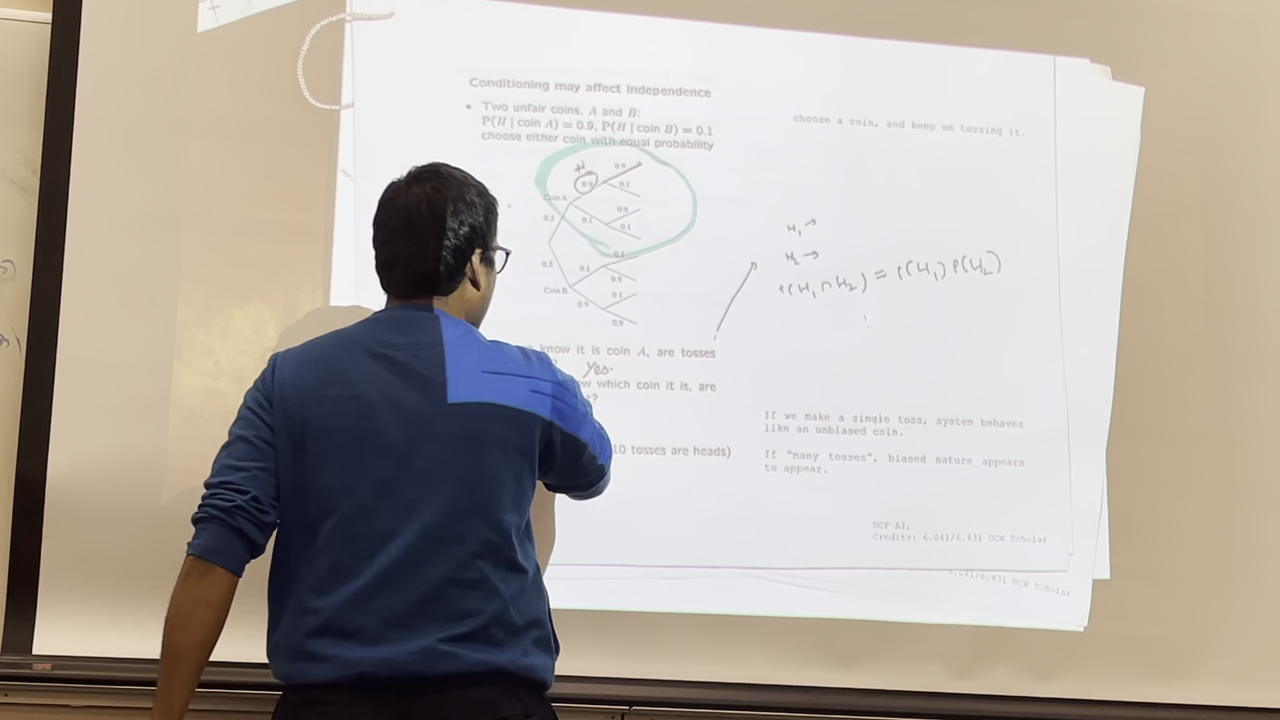 Conditioning may affect independence
• Two unfair coins, A and B:
P(H | coin A) = 0.9, P(H | coin B) = 0.1
choose either coin with equal probability
H
0.9
0.9
0.1
Coin A
0.9
0.5
0.1
0.1
0.1
0.5
0.1
0.9
Coin B
0.1
0.9
0.9
know it is coin A, are tosses
Yes.
which coin it is, are
10 tosses are heads)
choose a coin, and keep on tossing it.
H₁ →
H₂ →
P(H₁ ∩ H₂) = P(H₁) P(H₂)
If we make a single toss, system behaves
like an unbiased coin.
If "many tosses", biased nature appears
to appear.
UCF AI,
Credits: 6.041/6.431 OCW Scholar
6.041/6.431 OCW Scholar